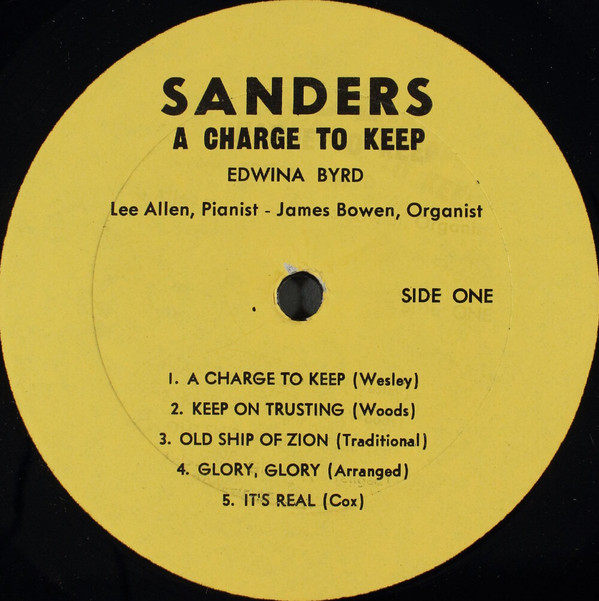 SANDERS
A CHARGE TO KEEP
EDWINA BYRD
Lee Allen, Pianist - James Bowen, Organist
SIDE ONE
1. A CHARGE TO KEEP (Wesley)
2. KEEP ON TRUSTING (Woods)
3. OLD SHIP OF ZION (Traditional)
4. GLORY, GLORY (Arranged)
5. IT'S REAL (Cox)